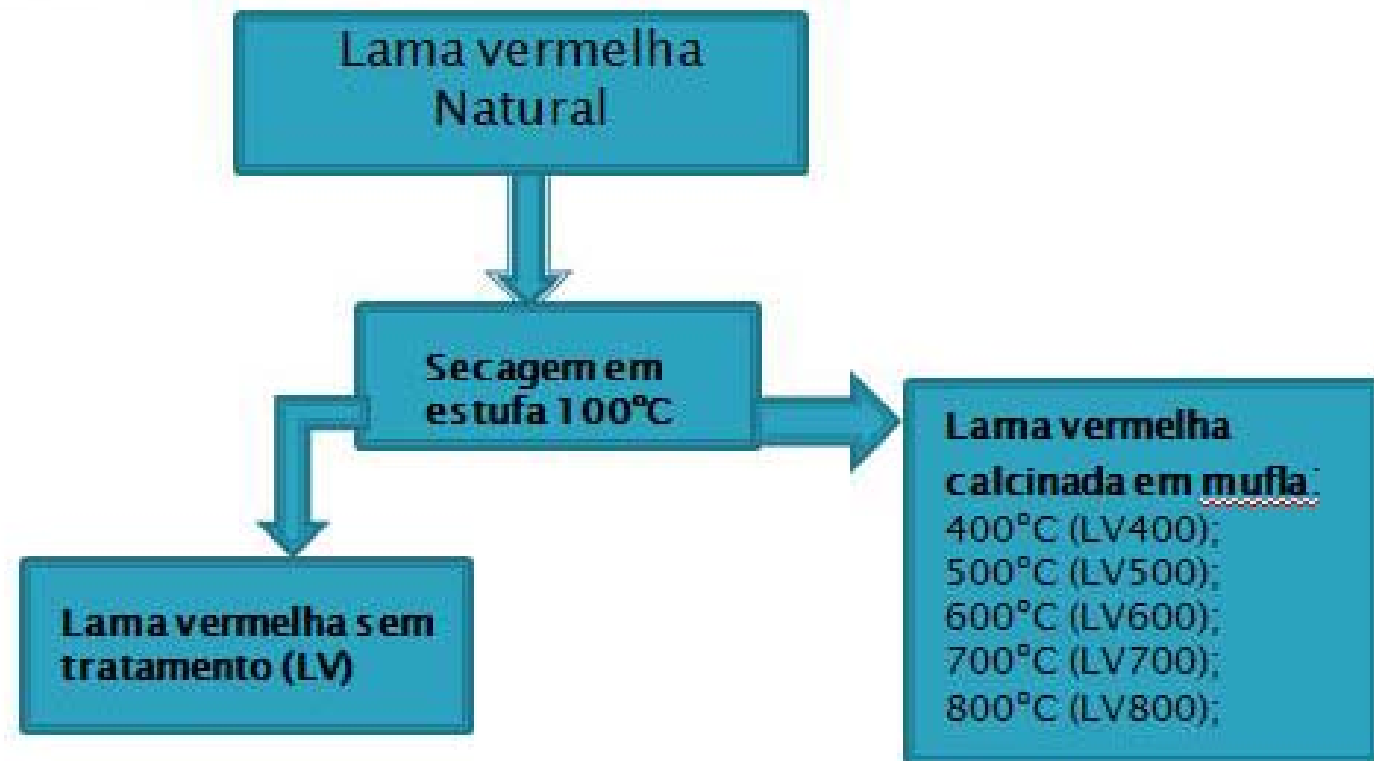 Lama vermelha
Natural
Secagem em
estufa 100ºC
Lama vermelha sem
tratamento (LV)
Lama vermelha
calcinada em mufla:
400°C (LV400);
500°C (LV500);
600°C (LV600);
700°C (LV700);
800°C (LV800);